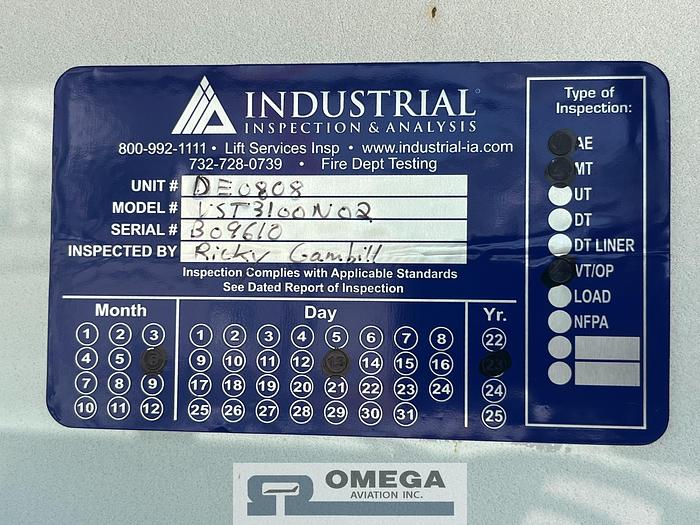 INDUSTRIAL
INSPECTION & ANALYSIS
800-992-1111 • Lift Services Insp • www.industrial-ia.com
732-728-0739 • Fire Dept Testing
UNIT # DE0808
MODEL # VST3100N02
SERIAL # B09610
INSPECTED BY Ricky Gambill
Inspection Complies with Applicable Standards
See Dated Report of Inspection
Month
1 2 3
4 5 6
7 8 9
10 11 12
Day
1 2 3 4 5 6 7 8
9 10 11 12 13 14 15 16
17 18 19 20 21 22 23 24
25 26 27 28 29 30 31
Yr.
22
23
24
25
Type of
Inspection:
AE
MT
UT
DT
DT LINER
VT/OP
LOAD
NFPA
OMEGA
AVIATION INC.